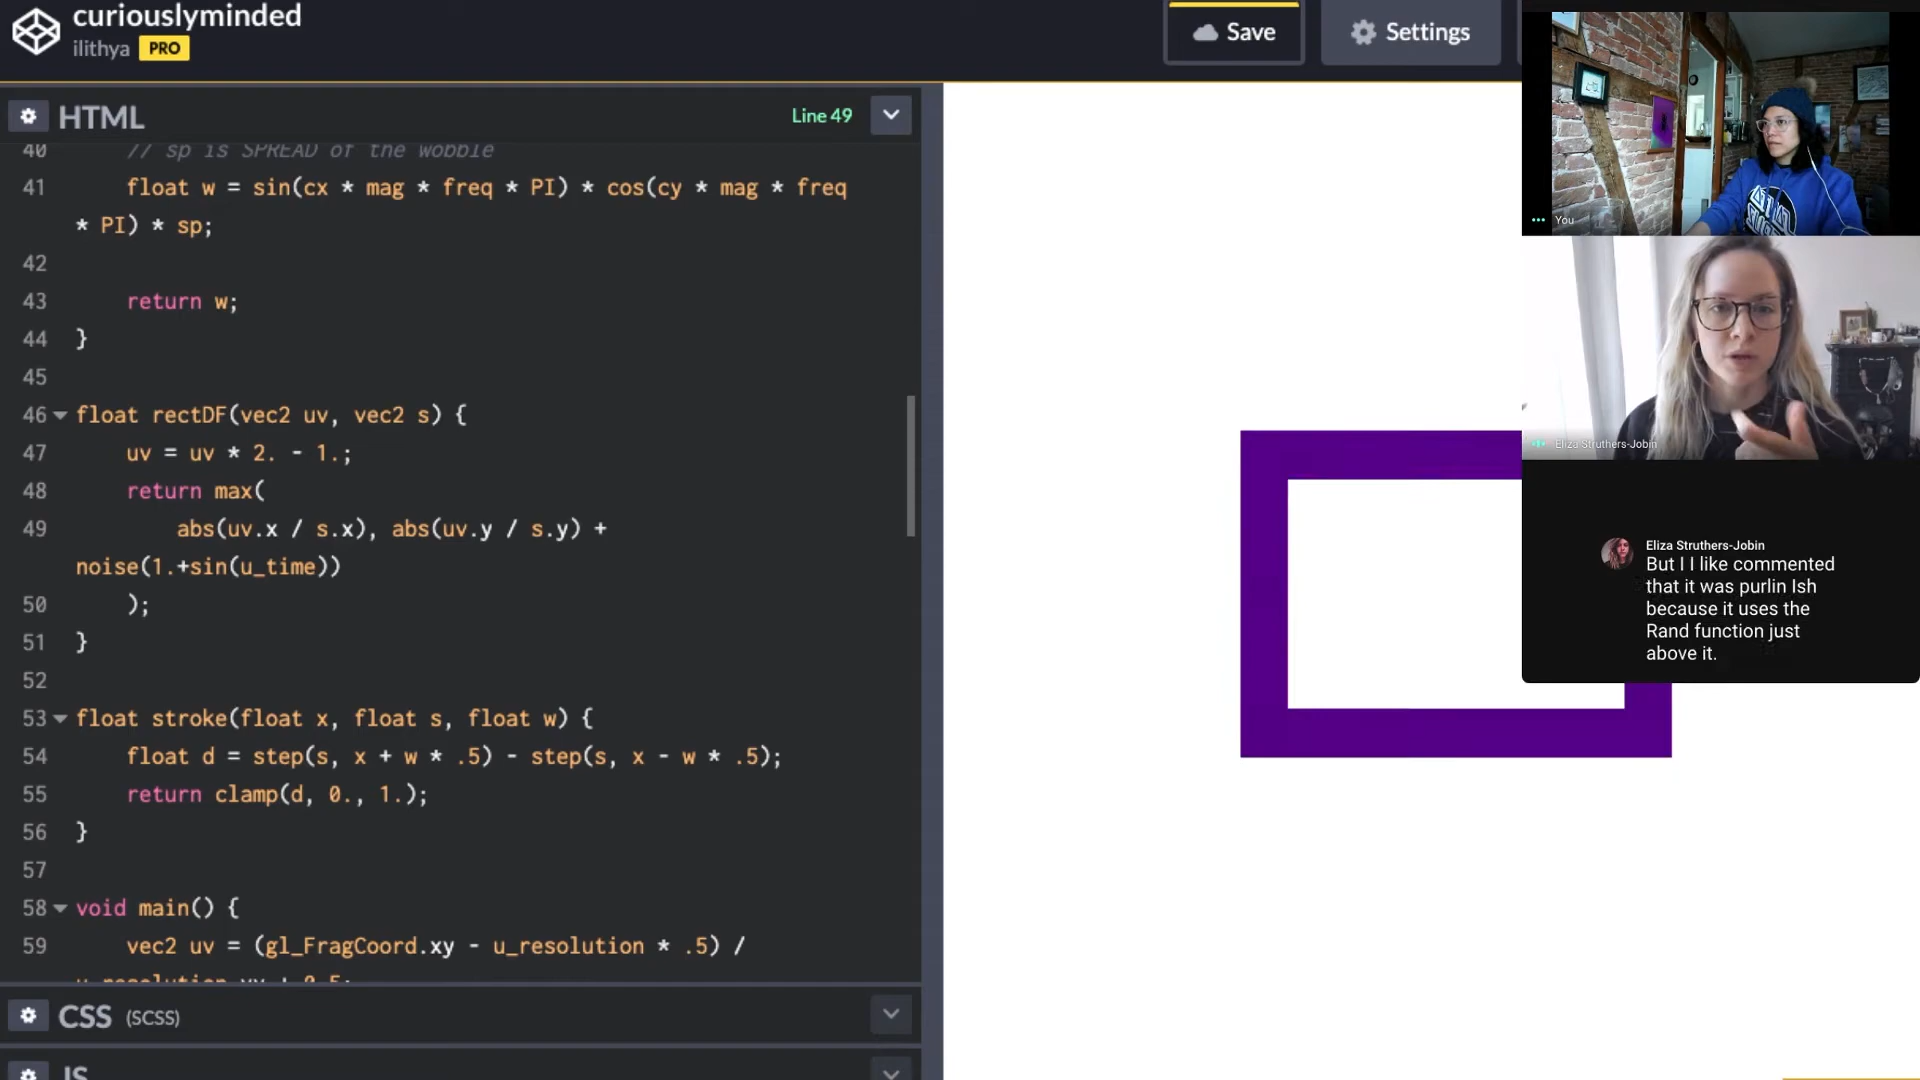 curiouslyminded
ilithya PRO
Save
Settings
HTML
Line 49
40 // sp is SPREAD of the wobble
41 float w = sin(cx * mag * freq * PI) * cos(cy * mag * freq
* PI) * sp;
42
43 return w;
44 }
45
46 float rectDF(vec2 uv, vec2 s) {
47 uv = uv * 2. - 1.;
48 return max(
49 abs(uv.x / s.x), abs(uv.y / s.y) +
noise(1.+sin(u_time))
50 );
51 }
52
53 float stroke(float x, float s, float w) {
54 float d = step(s, x + w * .5) - step(s, x - w * .5);
55 return clamp(d, 0., 1.);
56 }
57
58 void main() {
59 vec2 uv = (gl_FragCoord.xy - u_resolution * .5) /
CSS (SCSS)
JS
You
Eliza Struthers-Jobin
Eliza Struthers-Jobin
But I I like commented
that it was purlin Ish
because it uses the
Rand function just
above it.